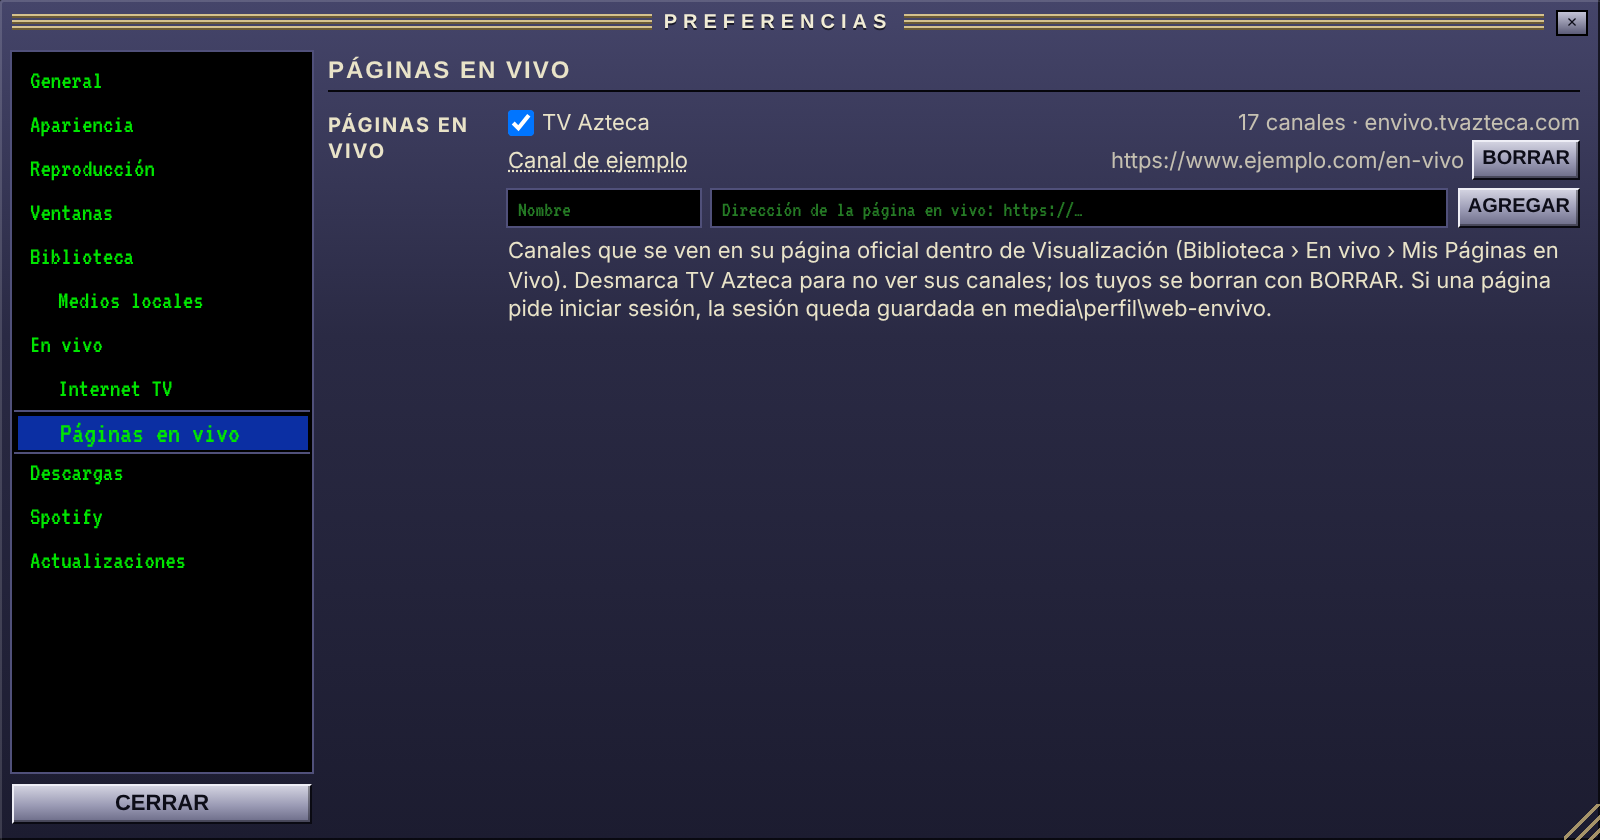 PREFERENCIAS
×
General
Apariencia
Reproducción
Ventanas
Biblioteca
Medios locales
En vivo
Internet TV
Páginas en vivo
Descargas
Spotify
Actualizaciones
CERRAR
PÁGINAS EN VIVO
PÁGINAS EN
VIVO
TV Azteca
17 canales · envivo.tvazteca.com
Canal de ejemplo
https://www.ejemplo.com/en-vivo
BORRAR
Nombre
Dirección de la página en vivo: https://…
AGREGAR
Canales que se ven en su página oficial dentro de Visualización (Biblioteca › En vivo › Mis Páginas en
Vivo). Desmarca TV Azteca para no ver sus canales; los tuyos se borran con BORRAR. Si una página
pide iniciar sesión, la sesión queda guardada en media\perfil\web-envivo.